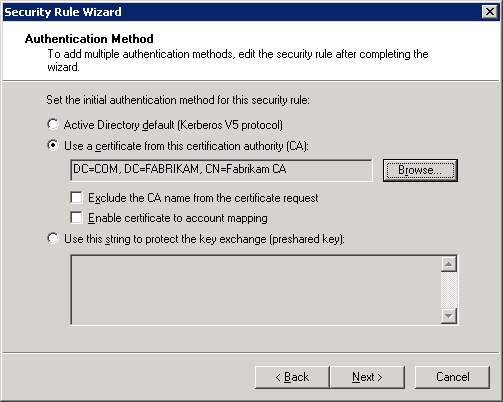 Security Rule Wizard
Authentication Method
To add multiple authentication methods, edit the security rule after completing the
wizard.
Set the initial authentication method for this security rule:
Active Directory default (Kerberos V5 protocol)
Use a certificate from this certification authority (CA):
DC=COM, DC=FABRIKAM, CN=Fabrikam CA
Browse...
Exclude the CA name from the certificate request
Enable certificate to account mapping
Use this string to protect the key exchange (preshared key):
< Back
Next >
Cancel